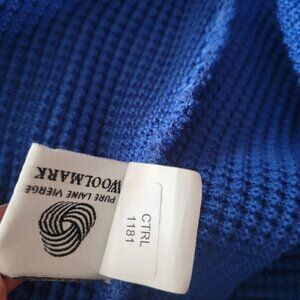 PURE LAINE VIERGE
WOOLMARK
CTRL
1181